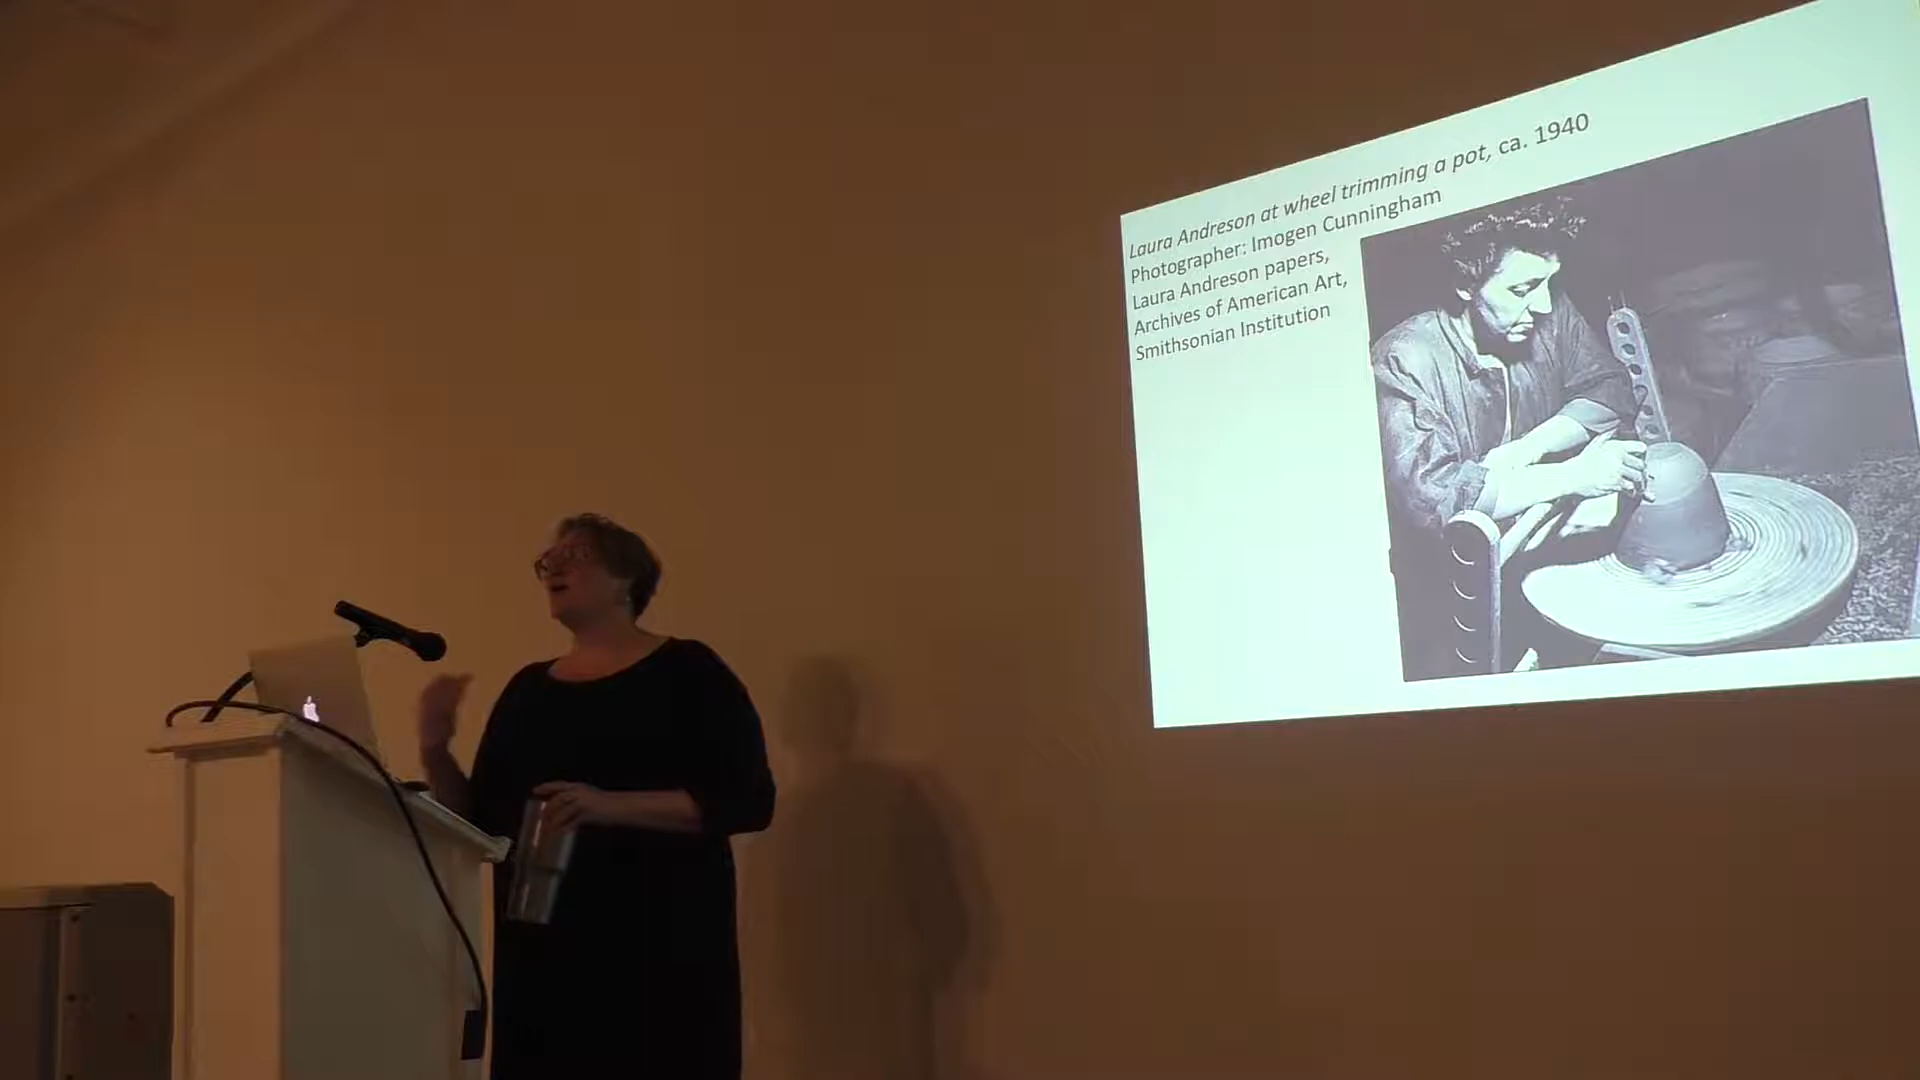 Laura Andreson at wheel trimming a pot, ca. 1940
Photographer: Imogen Cunningham
Laura Andreson papers,
Archives of American Art,
Smithsonian Institution